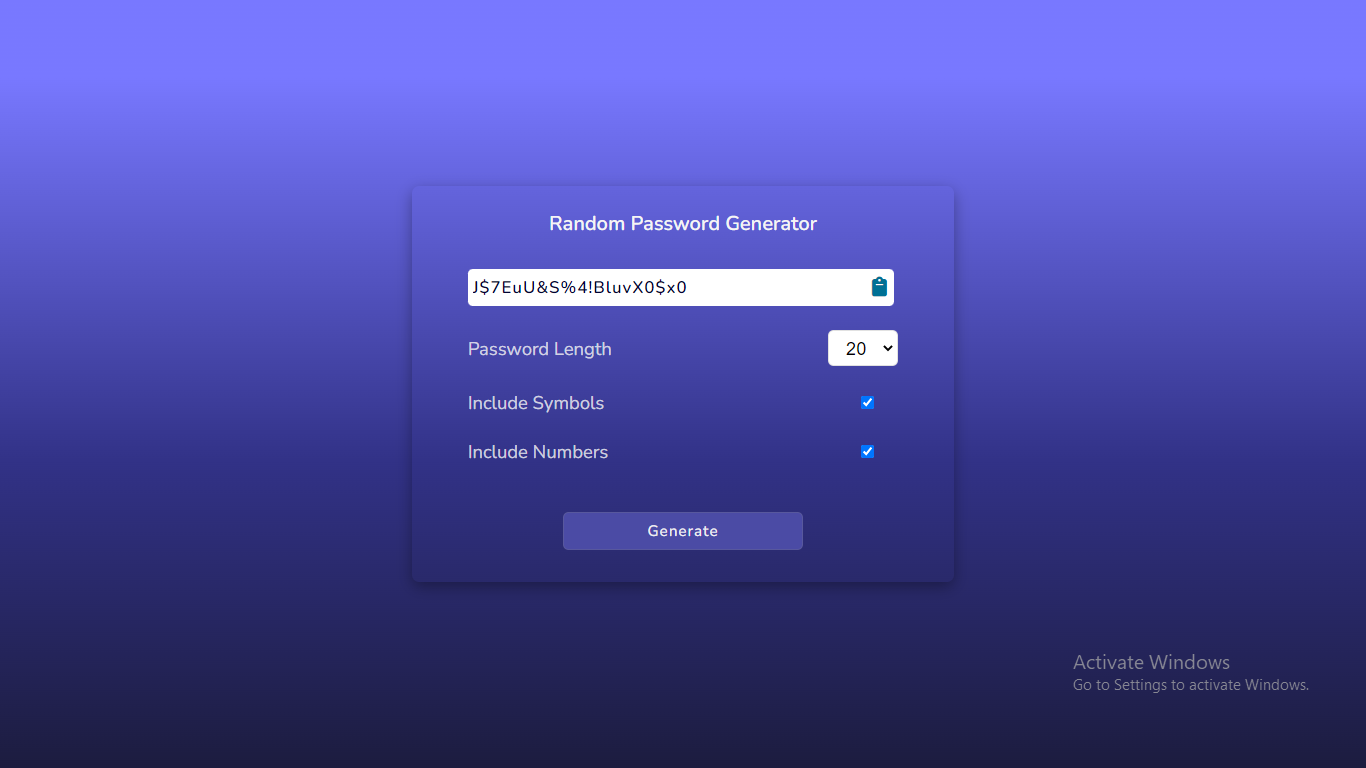 Random Password Generator
J$7EuU&S%4!BluvX0$x0
Password Length
20
Include Symbols
Include Numbers
Generate
Activate Windows
Go to Settings to activate Windows.